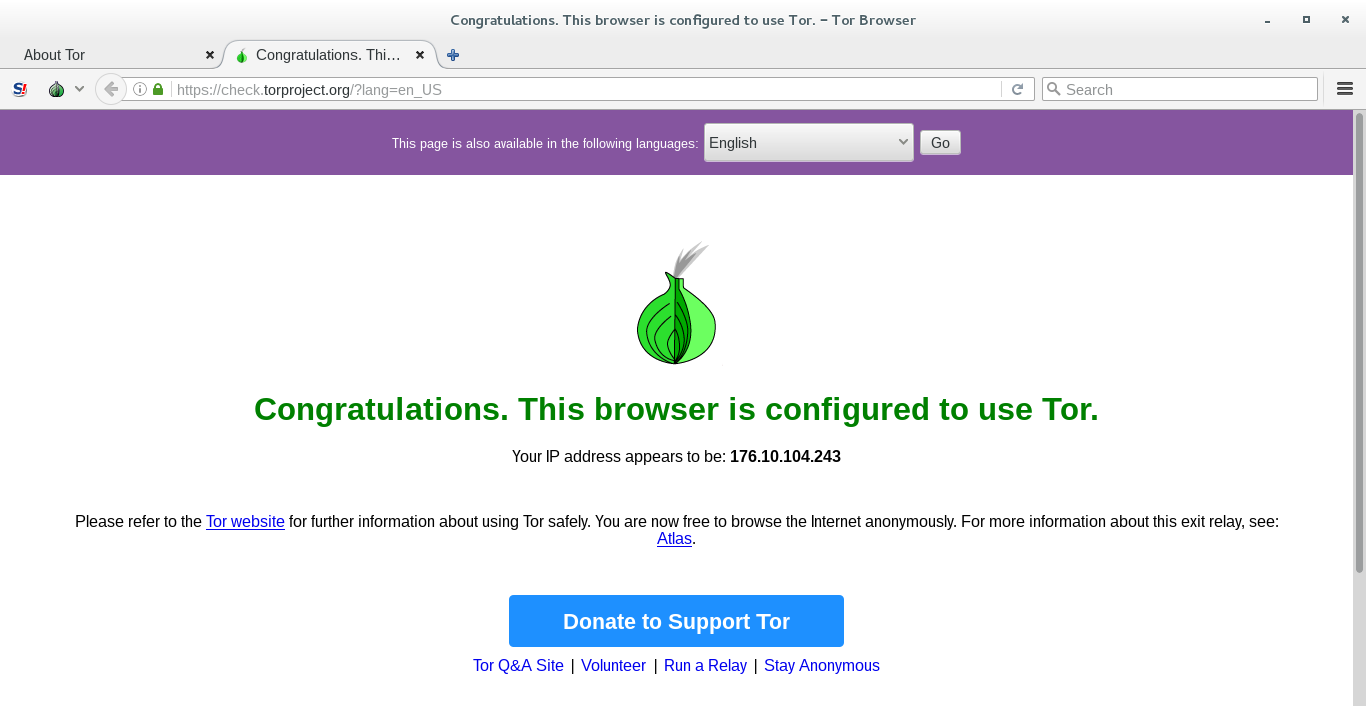 Congratulations. This browser is configured to use Tor. – Tor Browser
About Tor
Congratulations. Thi…
S!
https://check.torproject.org/?lang=en_US
Search
This page is also available in the following languages: English Go
Congratulations. This browser is configured to use Tor.
Your IP address appears to be: 176.10.104.243
Please refer to the Tor website for further information about using Tor safely. You are now free to browse the Internet anonymously. For more information about this exit relay, see:
Atlas.
Donate to Support Tor
Tor Q&A Site | Volunteer | Run a Relay | Stay Anonymous